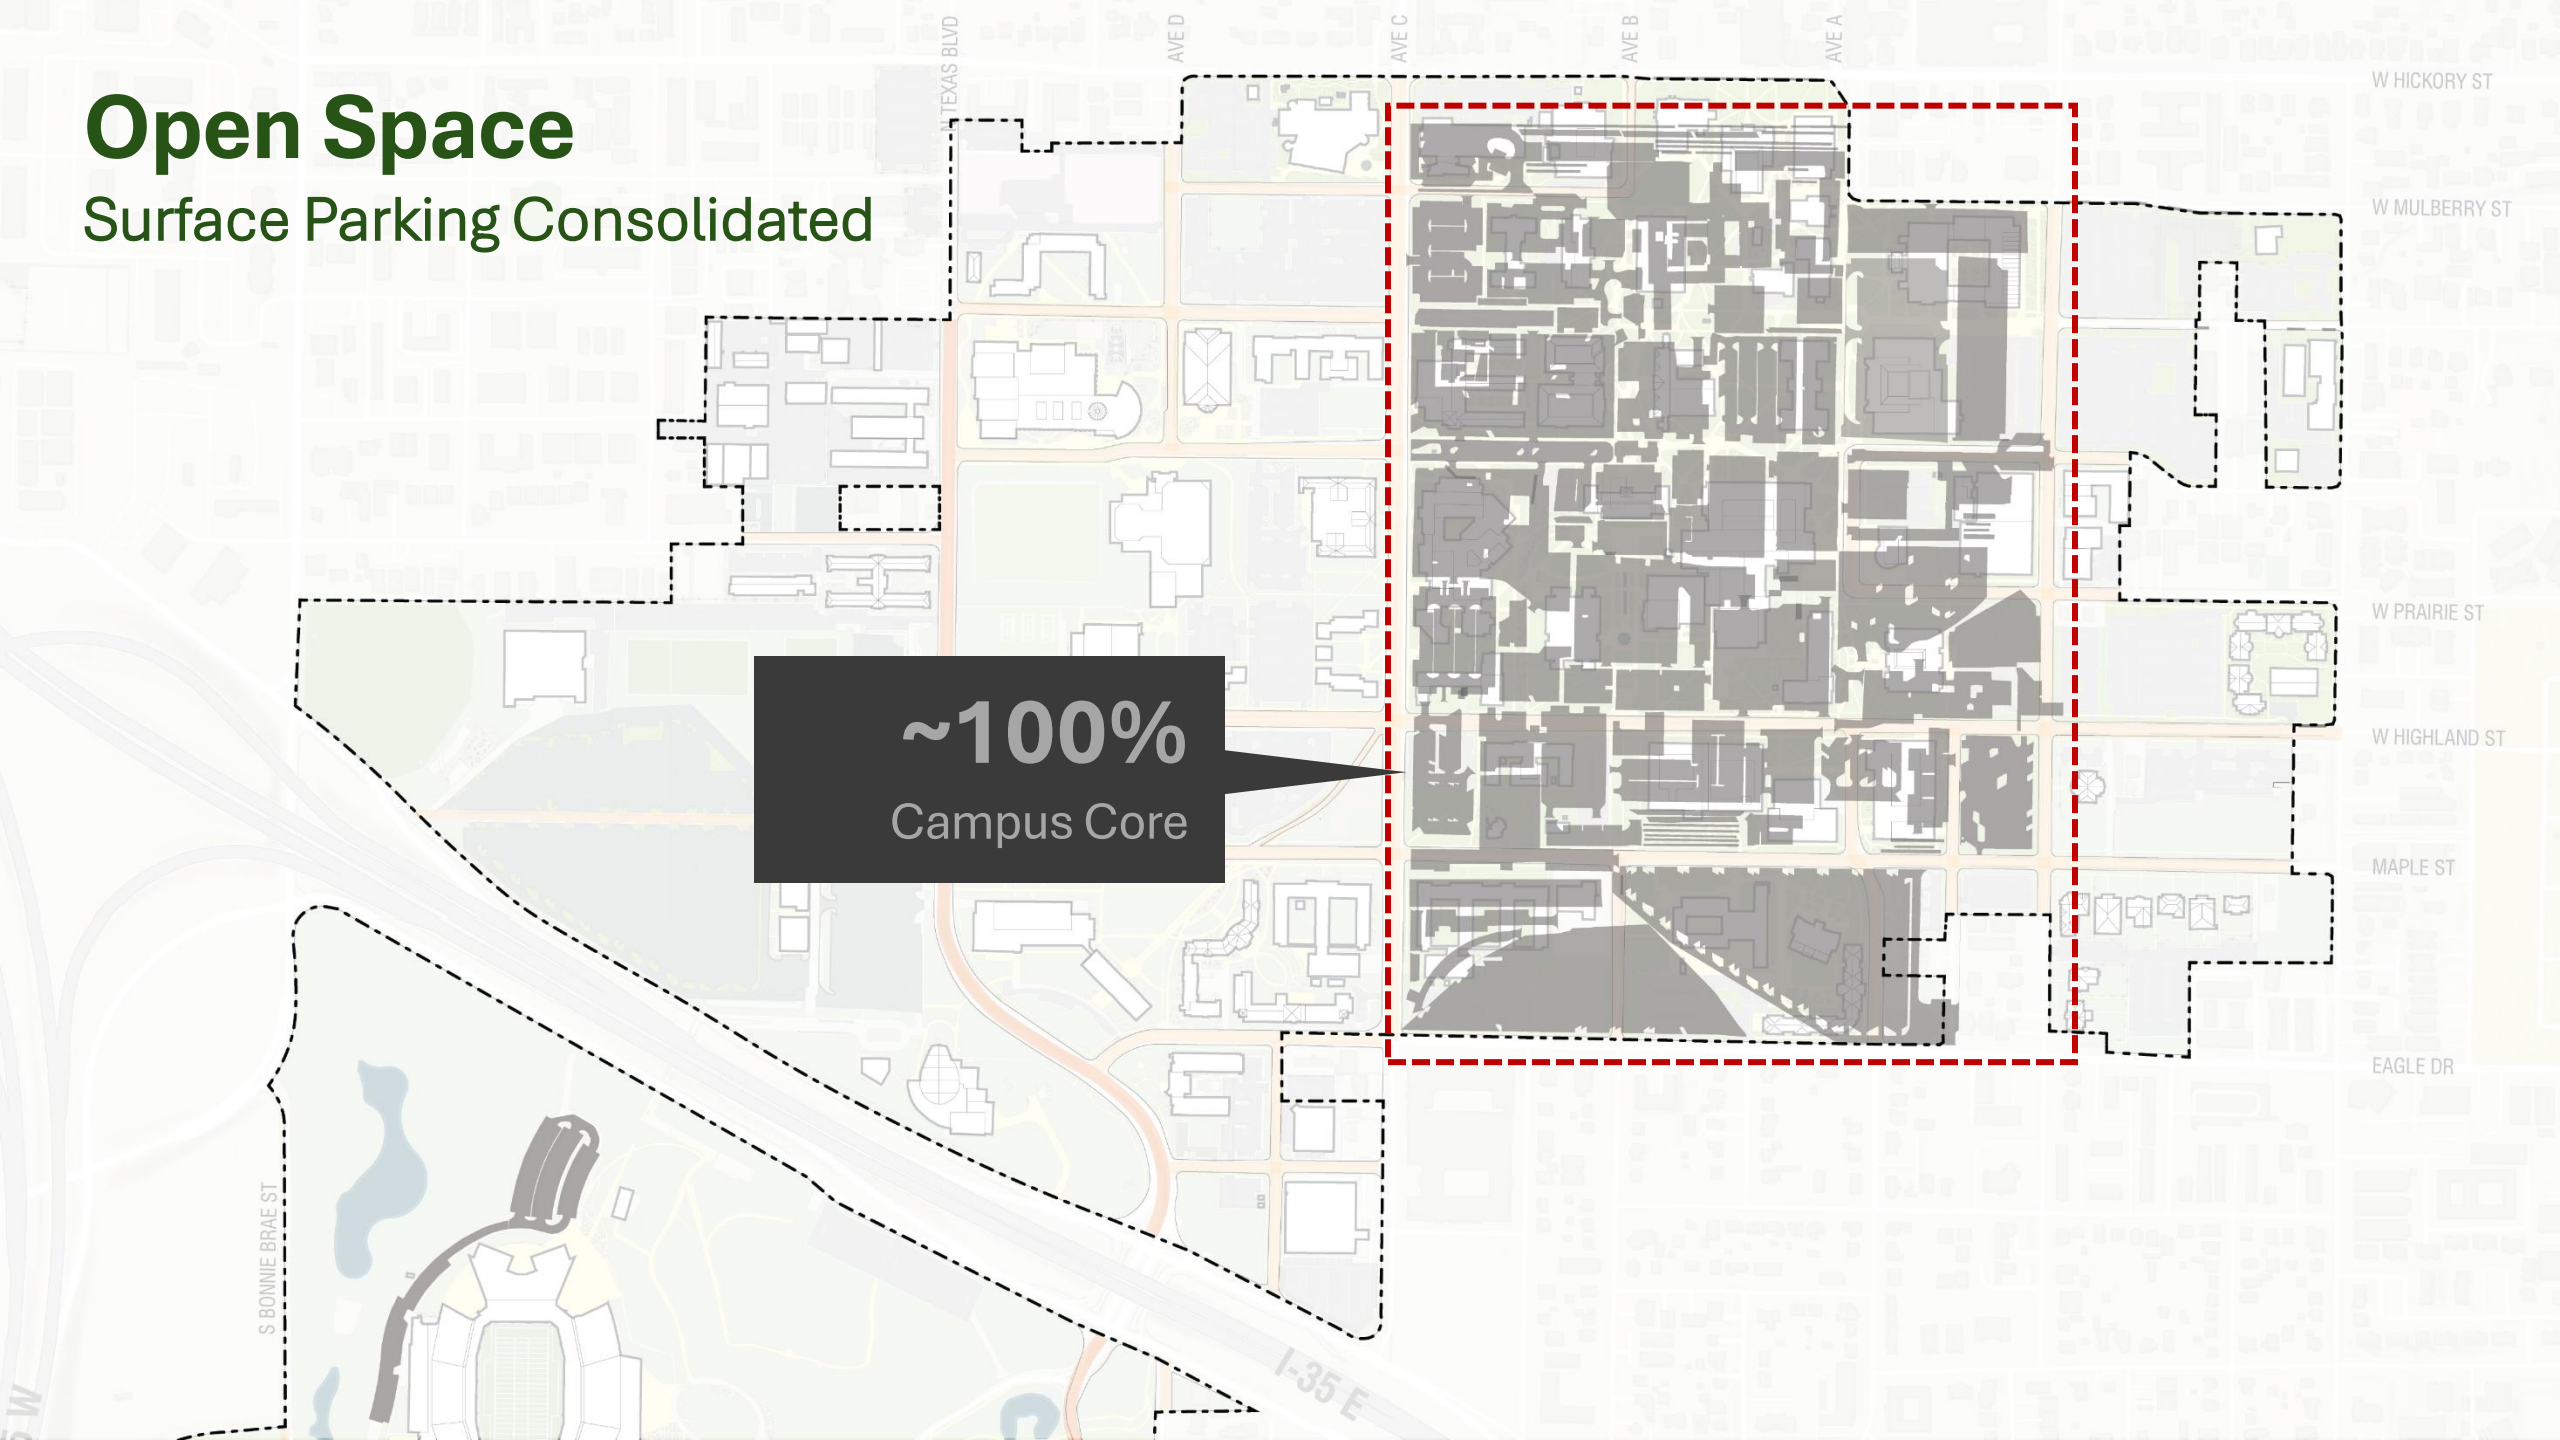 Open Space
Surface Parking Consolidated
N TEXAS BLVD
AVE D
AVE C
AVE B
AVE A
W HICKORY ST
W MULBERRY ST
W PRAIRIE ST
W HIGHLAND ST
MAPLE ST
EAGLE DR
~100%
Campus Core
S BONNIE BRAE ST
I-35 E
5 W